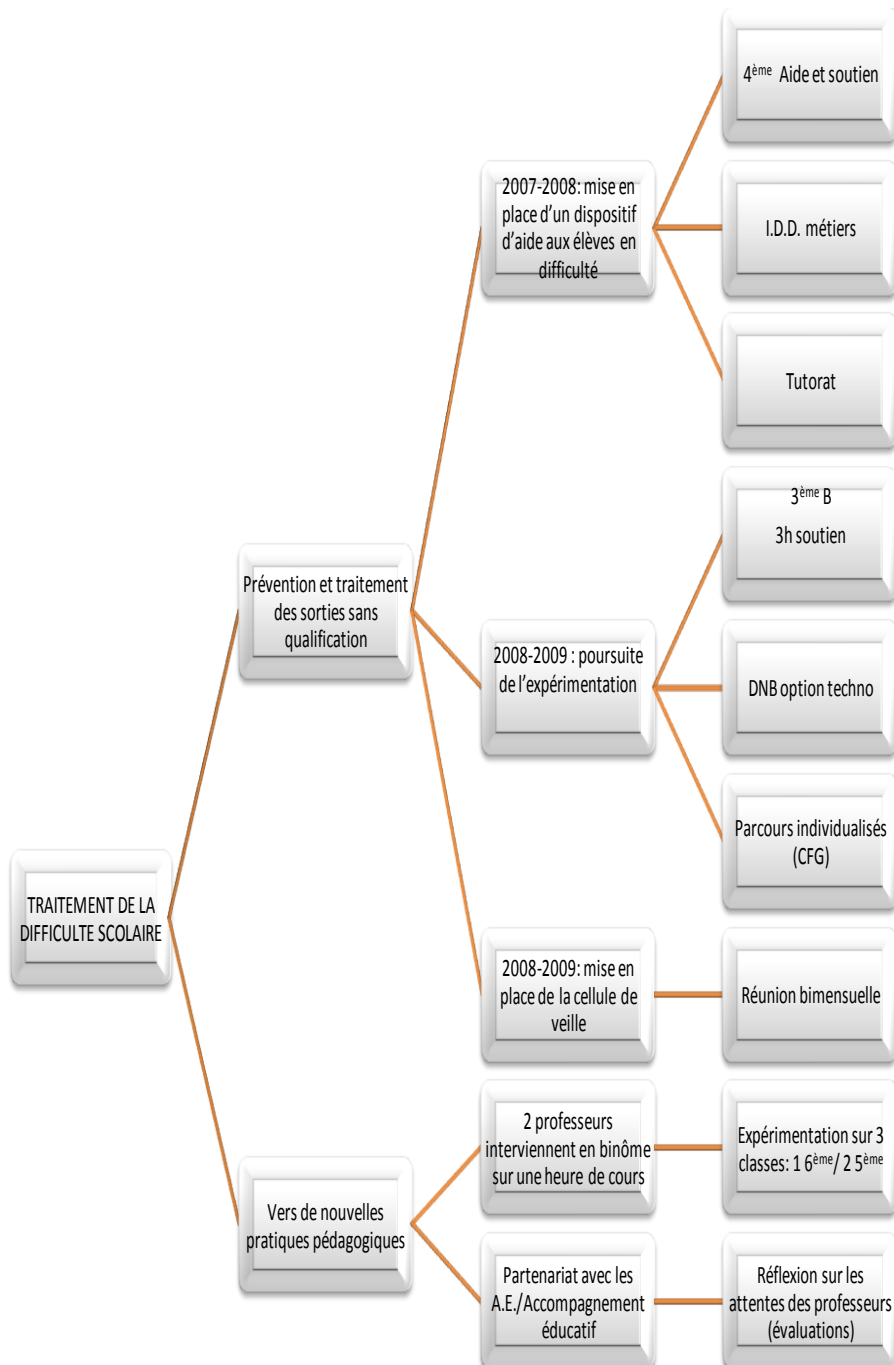 4ème Aide et soutien
2007-2008: mise en
place d'un dispositif
d'aide aux élèves en
difficulté
I.D.D. métiers
Tutorat
3ème B
3h soutien
Prévention et traitement
des sorties sans
qualification
2008-2009 : poursuite
de l'expérimentation
DNB option techno
Parcours individualisés
(CFG)
TRAITEMENT DE LA
DIFFICULTE SCOLAIRE
2008-2009: mise en
place de la cellule de
veille
Réunion bimensuelle
2 professeurs
interviennent en binôme
sur une heure de cours
Expérimentation sur 3
classes: 1 6ème/ 2 5ème
Vers de nouvelles
pratiques pédagogiques
Partenariat avec les
A.E./Accompagnement
éducatif
Réflexion sur les
attentes des professeurs
(évaluations)